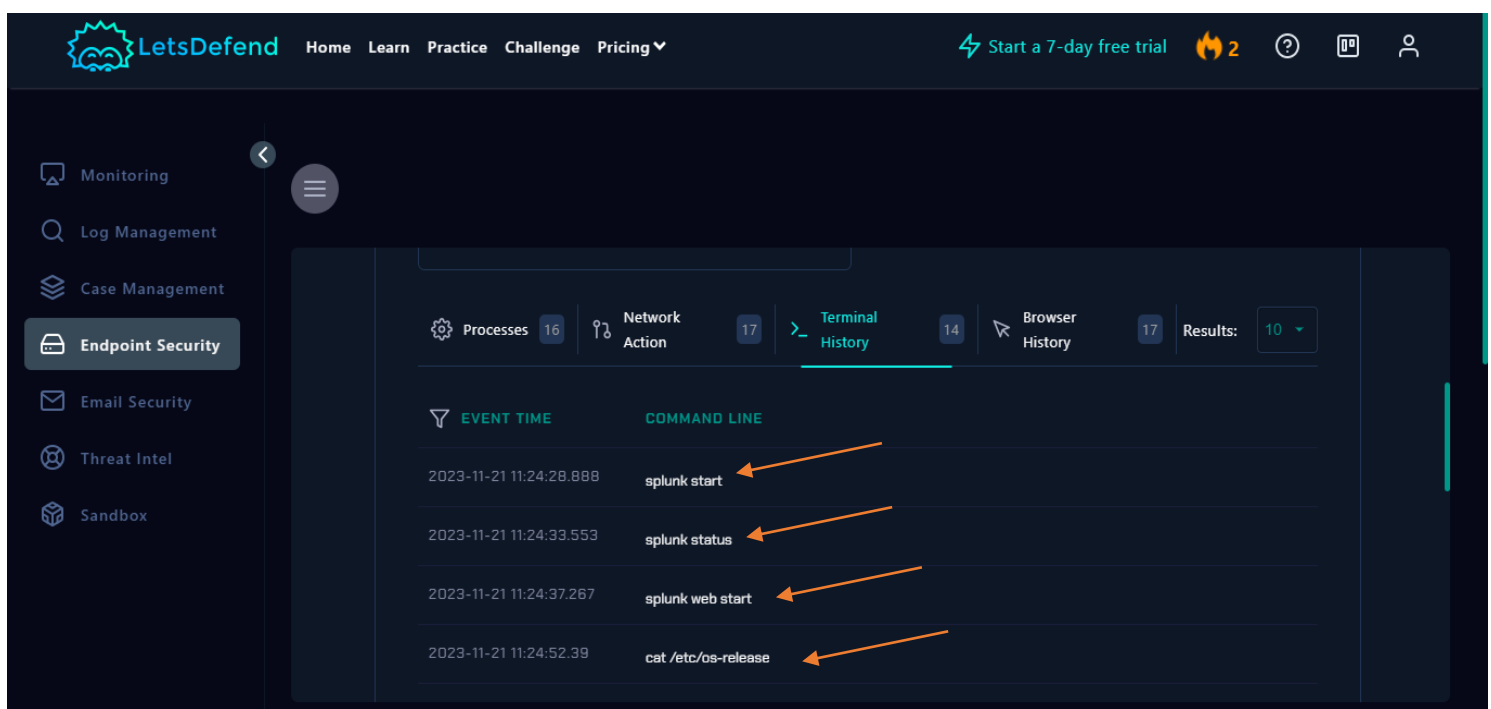 LetsDefend Home Learn Practice Challenge Pricing Start a 7-day free trial 2
Monitoring
Log Management
Case Management
Endpoint Security
Email Security
Threat Intel
Sandbox
Processes 16 Network Action 17 Terminal History 14 Browser History 17 Results: 10
EVENT TIME COMMAND LINE
2023-11-21 11:24:28.888 splunk start
2023-11-21 11:24:33.553 splunk status
2023-11-21 11:24:37.267 splunk web start
2023-11-21 11:24:52.39 cat /etc/os-release